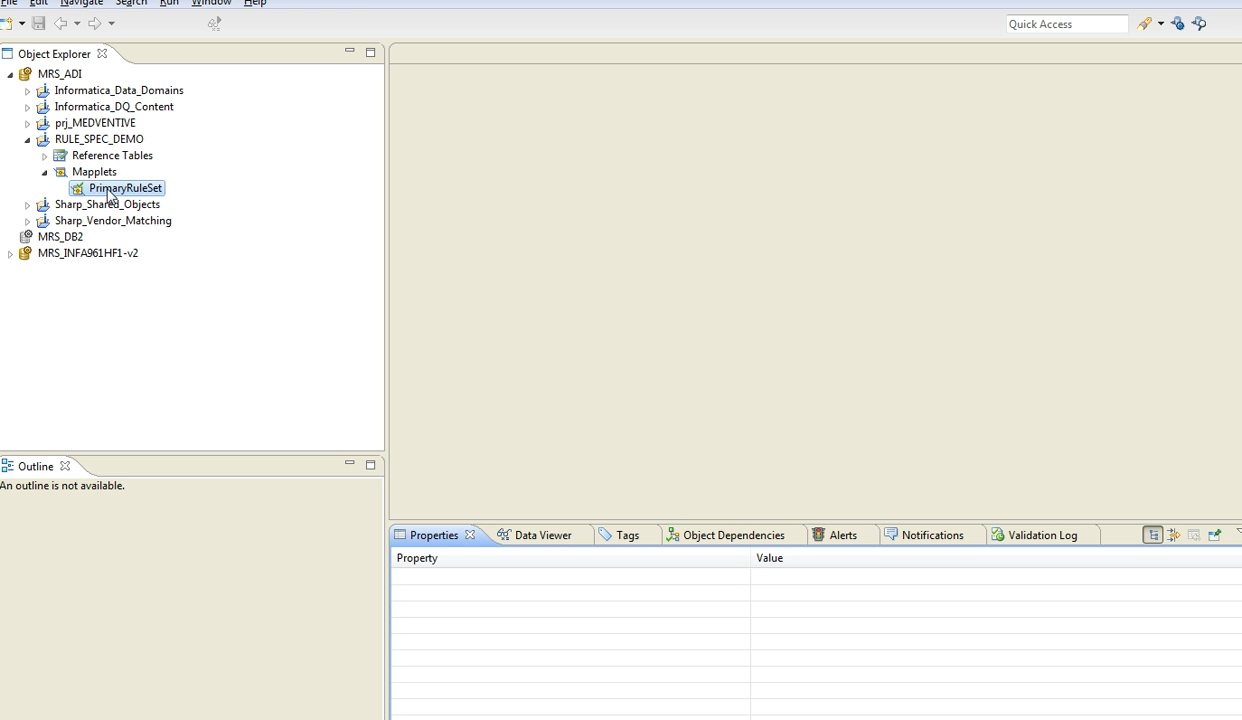 File Edit Navigate Search Run Window Help
Quick Access
Object Explorer
MRS_ADI
Informatica_Data_Domains
Informatica_DQ_Content
prj_MEDVENTIVE
RULE_SPEC_DEMO
Reference Tables
Mapplets
PrimaryRuleSet
Sharp_Shared_Objects
Sharp_Vendor_Matching
MRS_DB2
MRS_INFA961HF1-v2
Outline
An outline is not available.
Properties Data Viewer Tags Object Dependencies Alerts Notifications Validation Log
Property Value